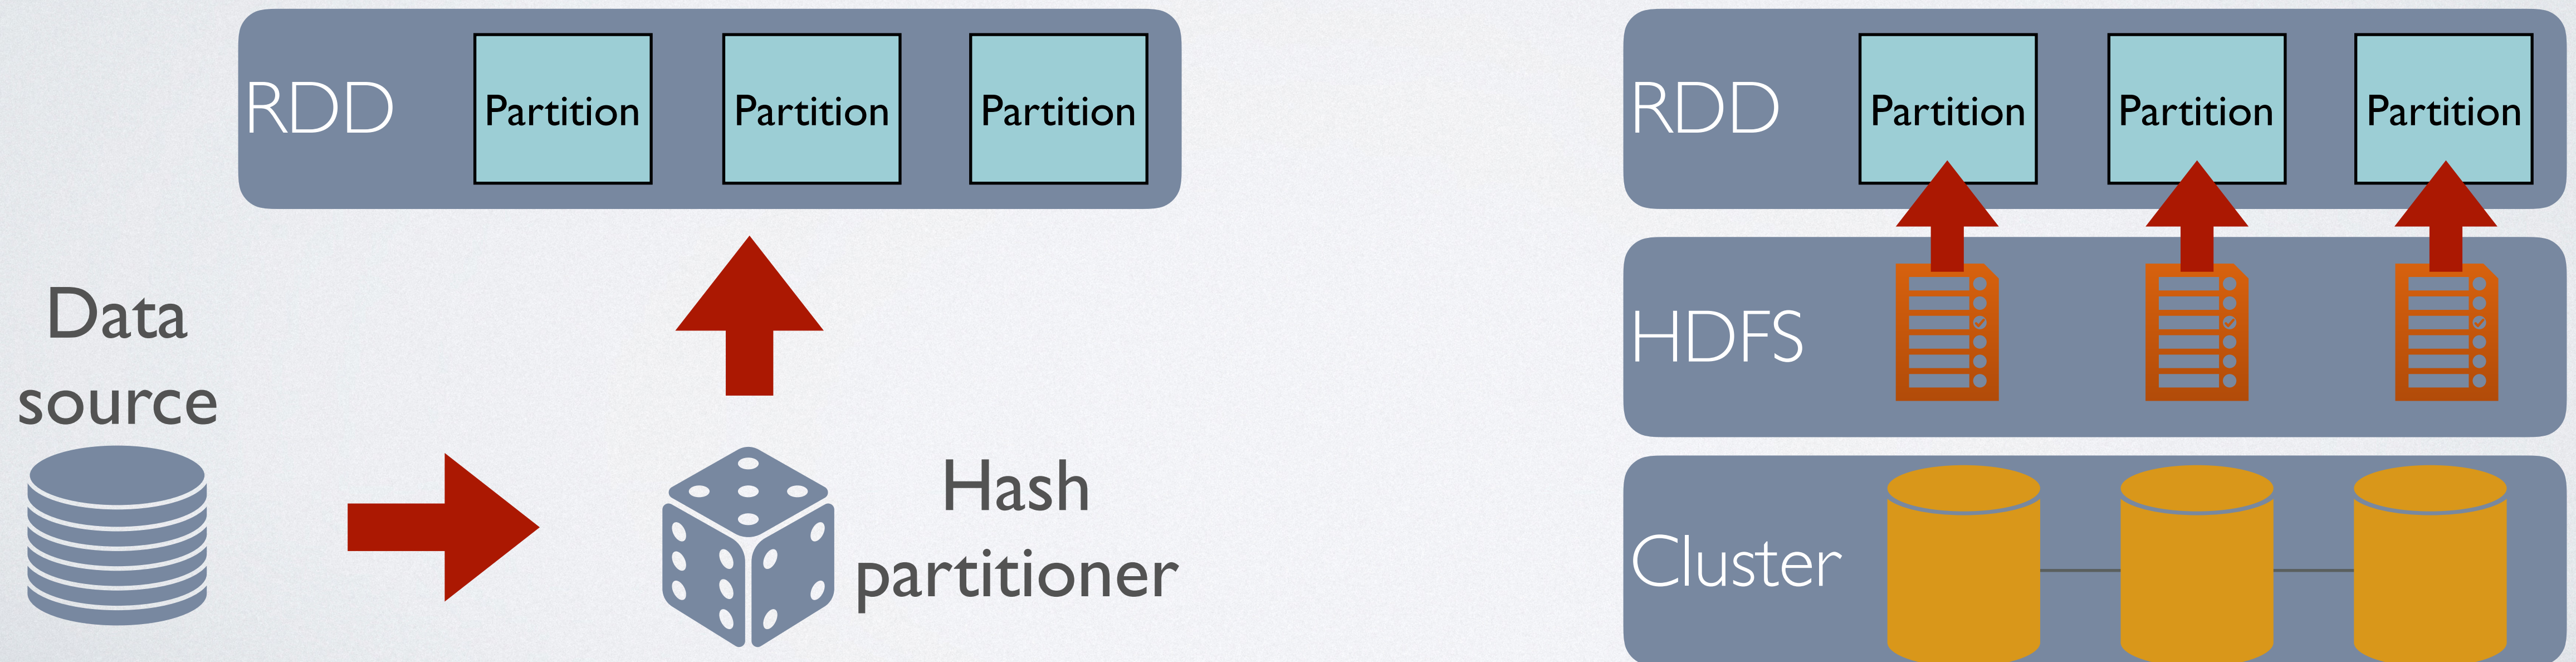 RDD Partition Partition Partition
Data
source
Hash
partitioner
RDD Partition Partition Partition
HDFS
Cluster